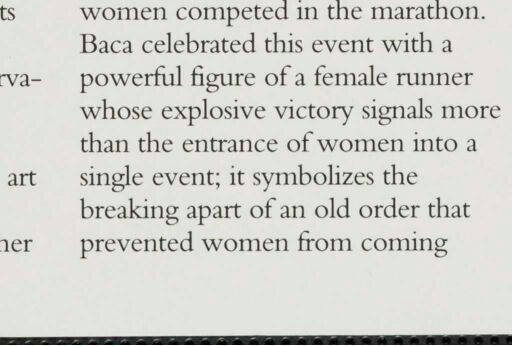 ts
rva-
art
ner
women competed in the marathon.
Baca celebrated this event with a
powerful figure of a female runner
whose explosive victory signals more
than the entrance of women into a
single event; it symbolizes the
breaking apart of an old order that
prevented women from coming